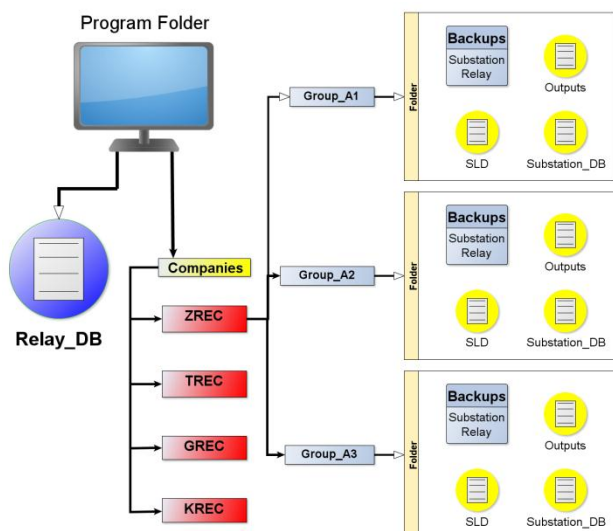 Program Folder
Relay_DB
Companies
ZREC
TREC
GREC
KREC
Group_A1
Group_A2
Group_A3
Folder
Backups
Substation
Relay
Outputs
SLD
Substation_DB
Folder
Backups
Substation
Relay
Outputs
SLD
Substation_DB
Folder
Backups
Substation
Relay
Outputs
SLD
Substation_DB